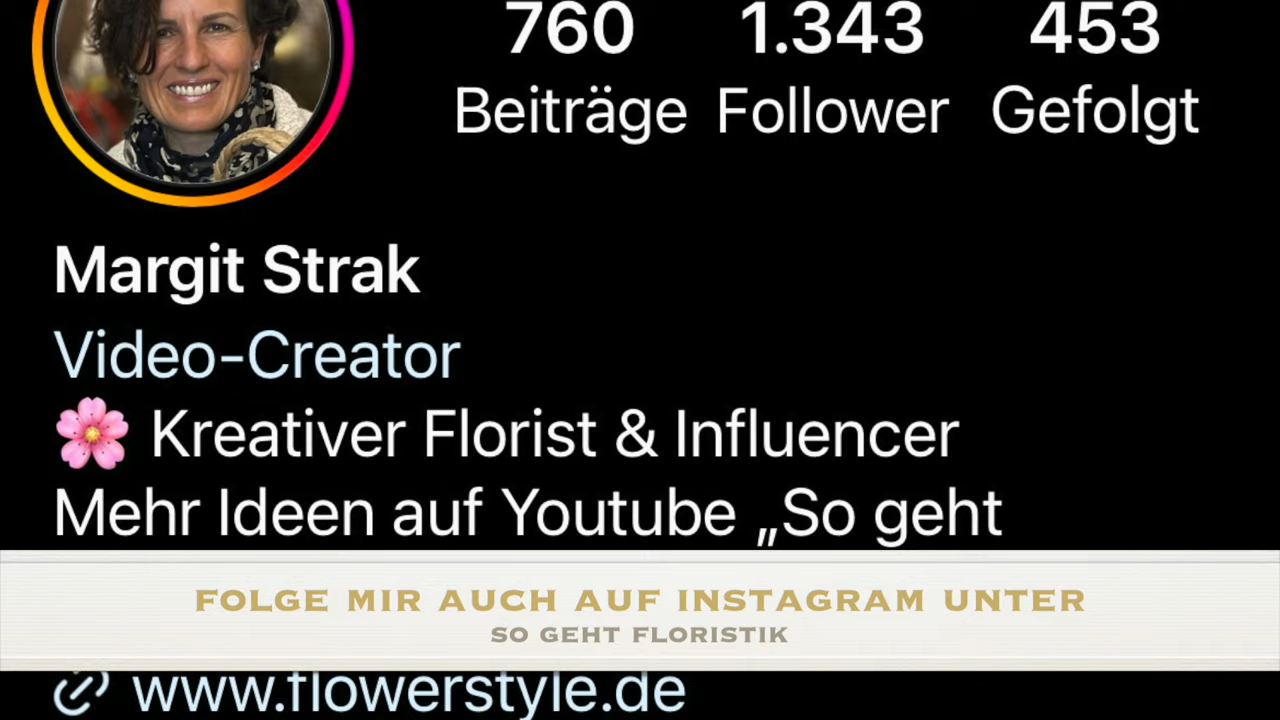 760 1.343 453
Beiträge Follower Gefolgt
Margit Strak
Video-Creator
🌸 Kreativer Florist & Influencer
Mehr Ideen auf Youtube „So geht
FOLGE MIR AUCH AUF INSTAGRAM UNTER
SO GEHT FLORISTIK
www.flowerstyle.de